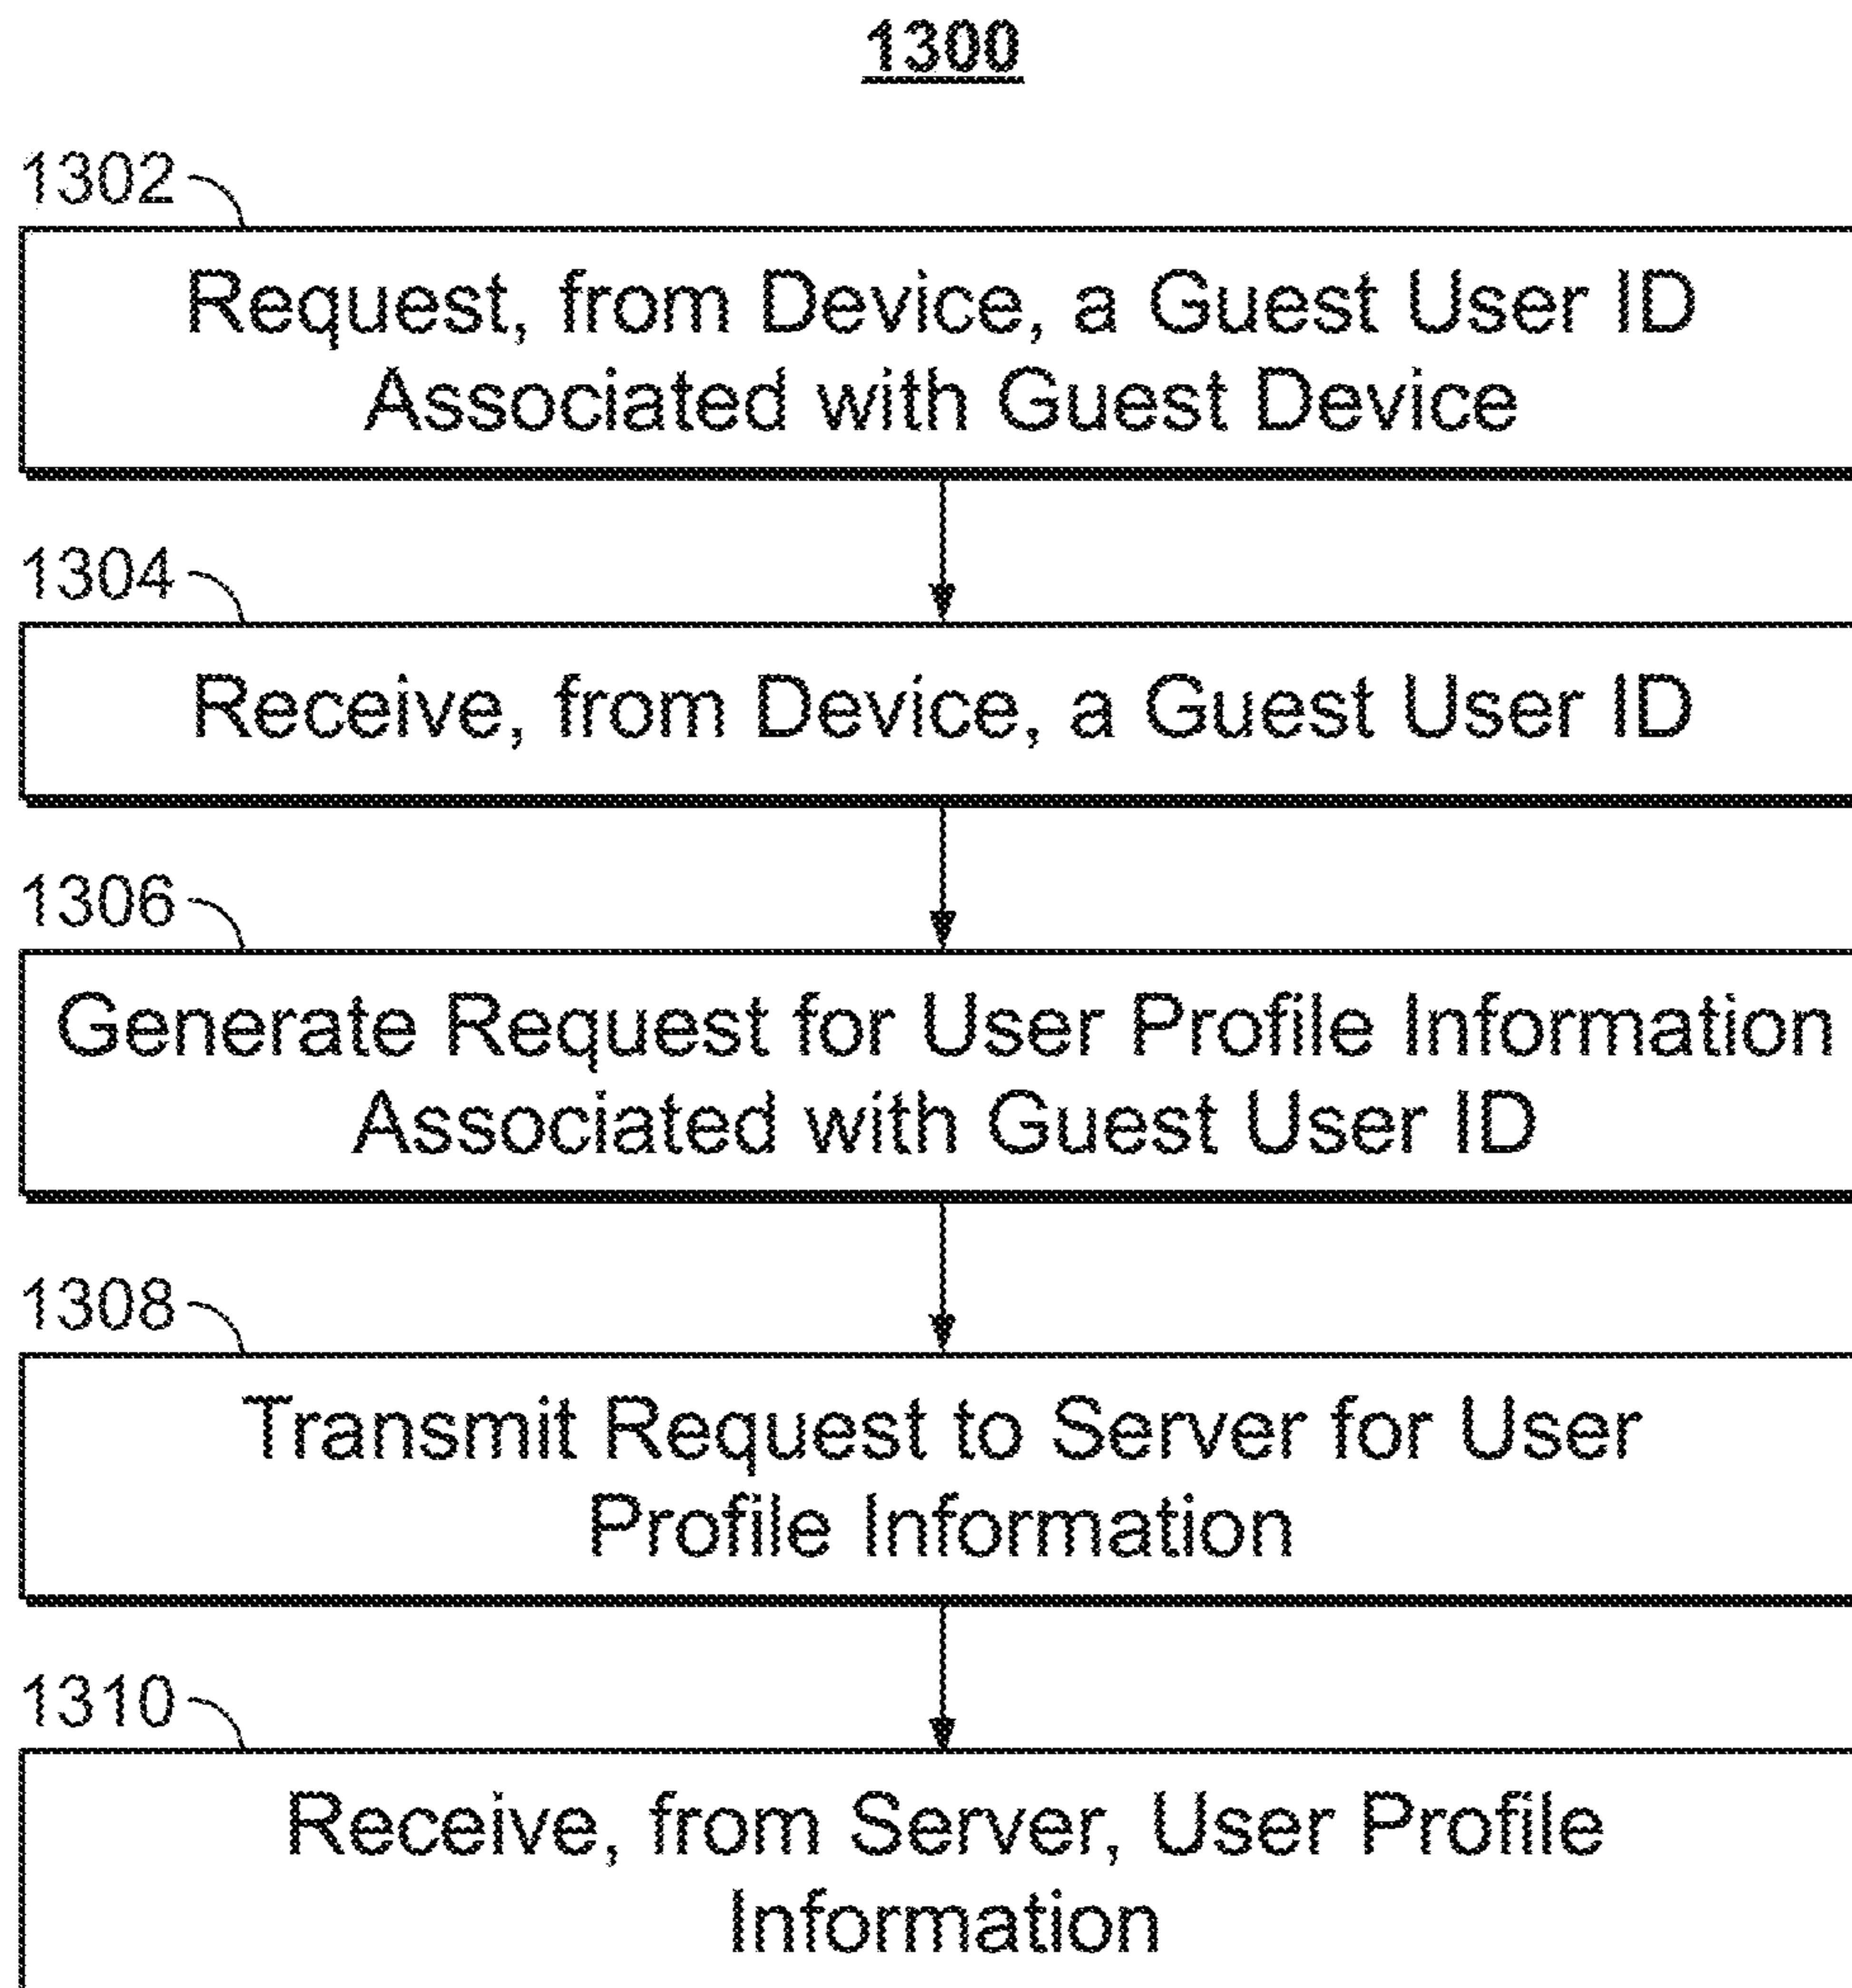 1300
1302
Request, from Device, a Guest User ID
Associated with Guest Device
1304
Receive, from Device, a Guest User ID
1306
Generate Request for User Profile Information
Associated with Guest User ID
1308
Transmit Request to Server for User
Profile Information
1310
Receive, from Server, User Profile
Information